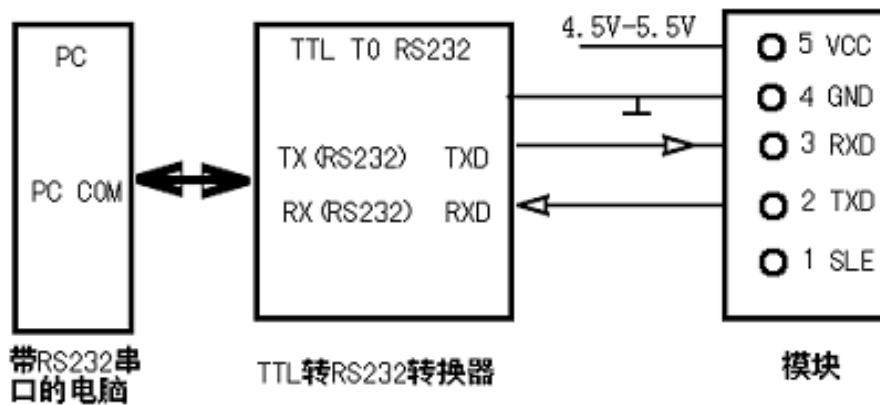 PC
PC COM
带RS232串
口的电脑
TTL TO RS232
TX(RS232) TXD
RX(RS232) RXD
TTL转RS232转换器
4.5V-5.5V
5 VCC
4 GND
3 RXD
2 TXD
1 SLE
模块